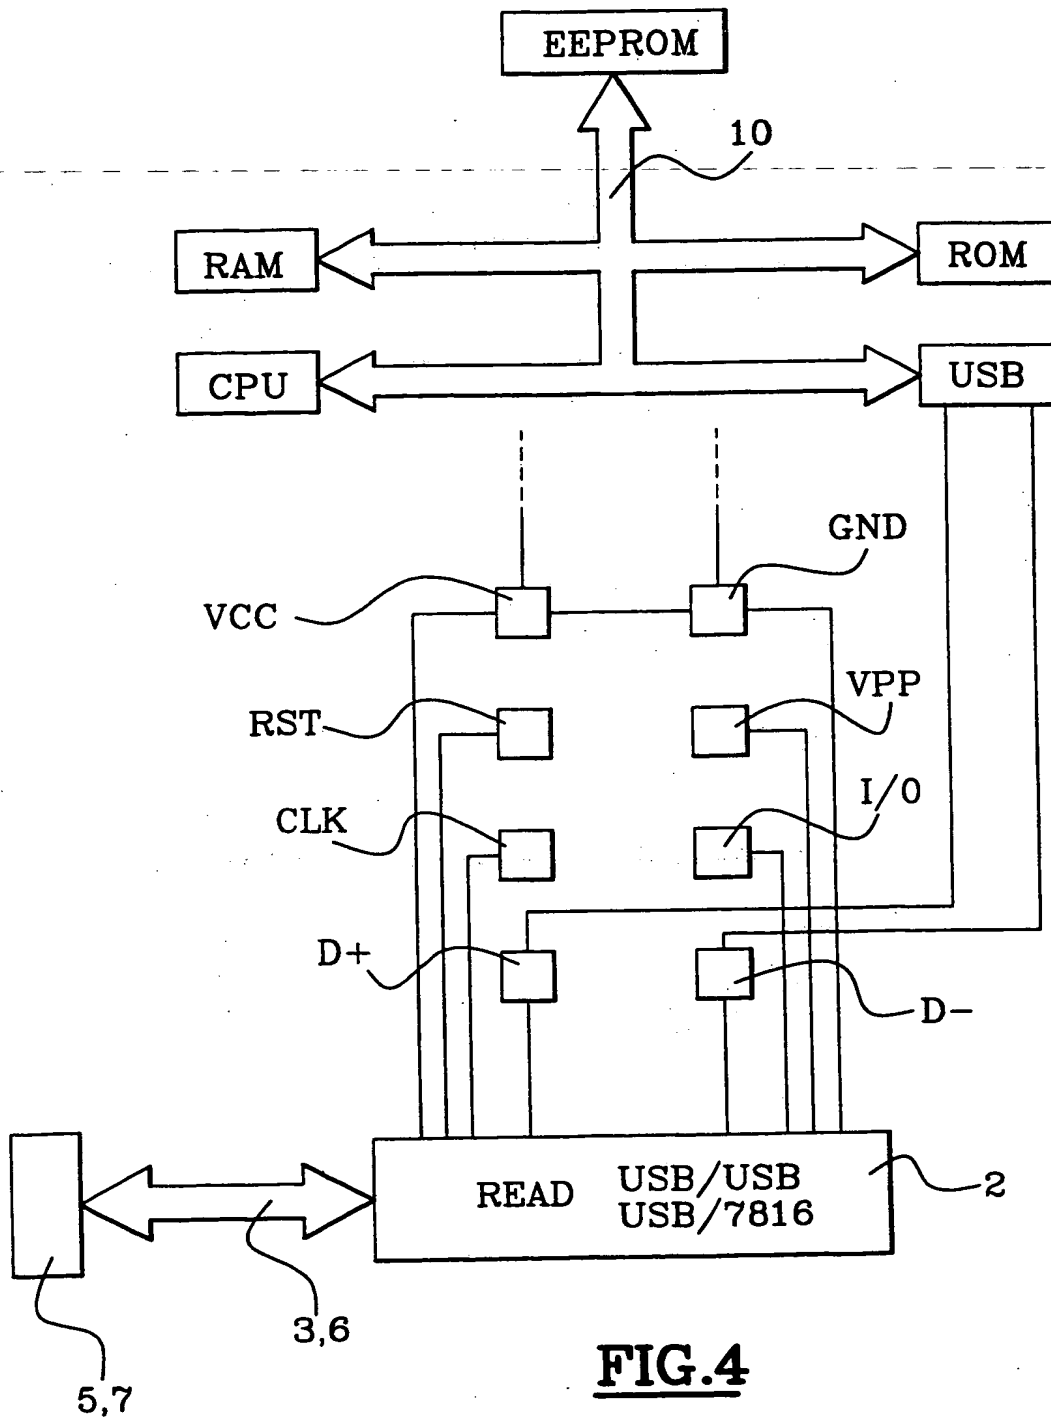 EEPROM
10
RAM
ROM
CPU
USB
GND
VCC
VPP
RST
I/O
CLK
D+
D-
READ USB/USB
USB/7816
2
3,6
5,7
FIG.4